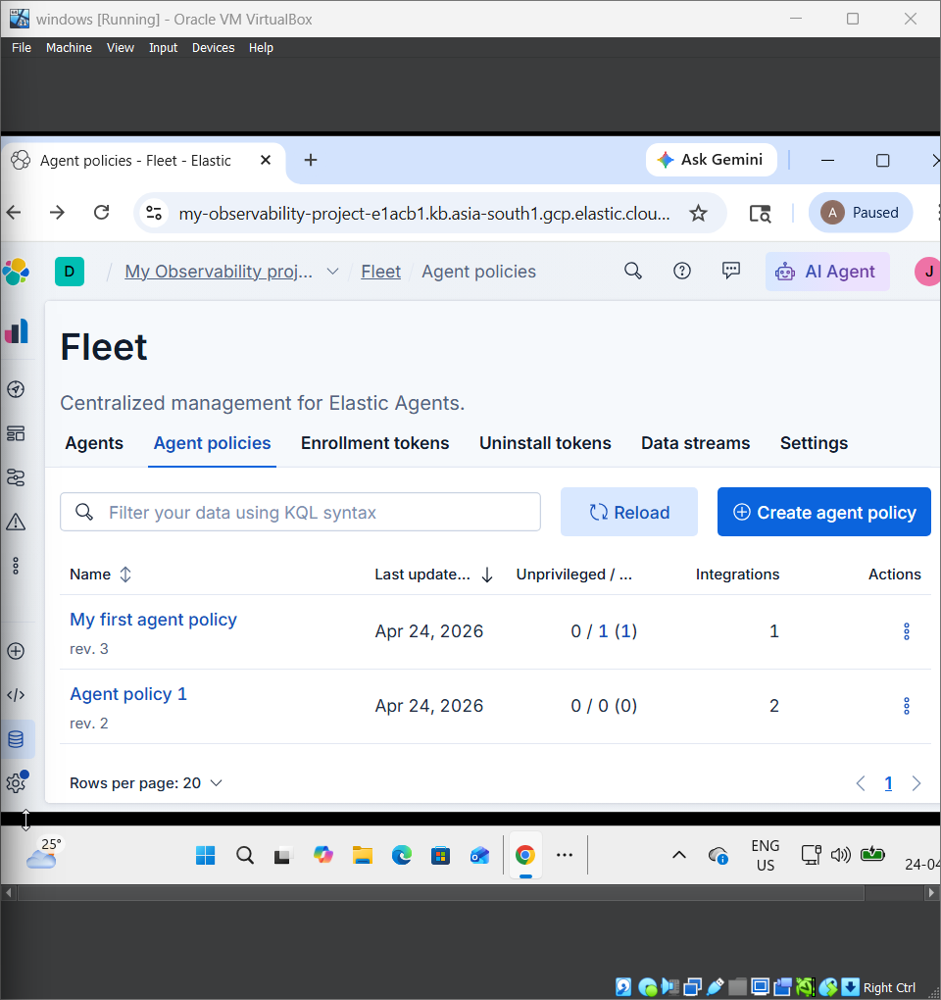 windows [Running] - Oracle VM VirtualBox
File Machine View Input Devices Help
Agent policies - Fleet - Elastic
Ask Gemini
my-observability-project-e1acb1.kb.asia-south1.gcp.elastic.clou...
A Paused
D / My Observability proj... / Fleet / Agent policies
AI Agent
J
Fleet
Centralized management for Elastic Agents.
Agents Agent policies Enrollment tokens Uninstall tokens Data streams Settings
Filter your data using KQL syntax
Reload
Create agent policy
Name Last update... Unprivileged / ... Integrations Actions
My first agent policy
rev. 3
Apr 24, 2026 0 / 1 (1) 1
Agent policy 1
rev. 2
Apr 24, 2026 0 / 0 (0) 2
Rows per page: 20
1
25°
ENG
US
24-04
Right Ctrl